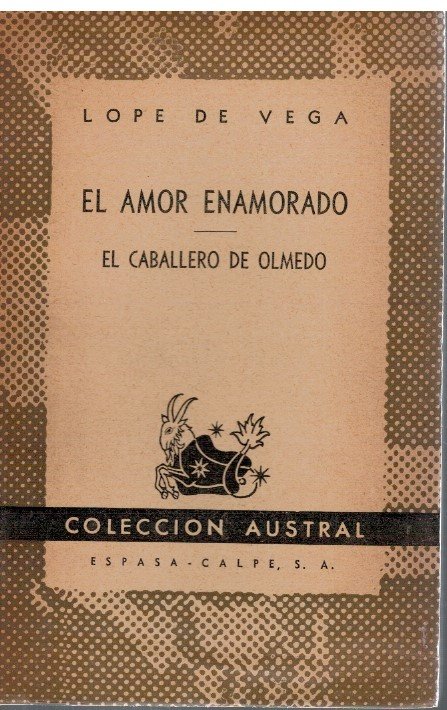 LOPE DE VEGA
EL AMOR ENAMORADO
EL CABALLERO DE OLMEDO
COLECCION AUSTRAL
ESPASA-CALPE, S. A.